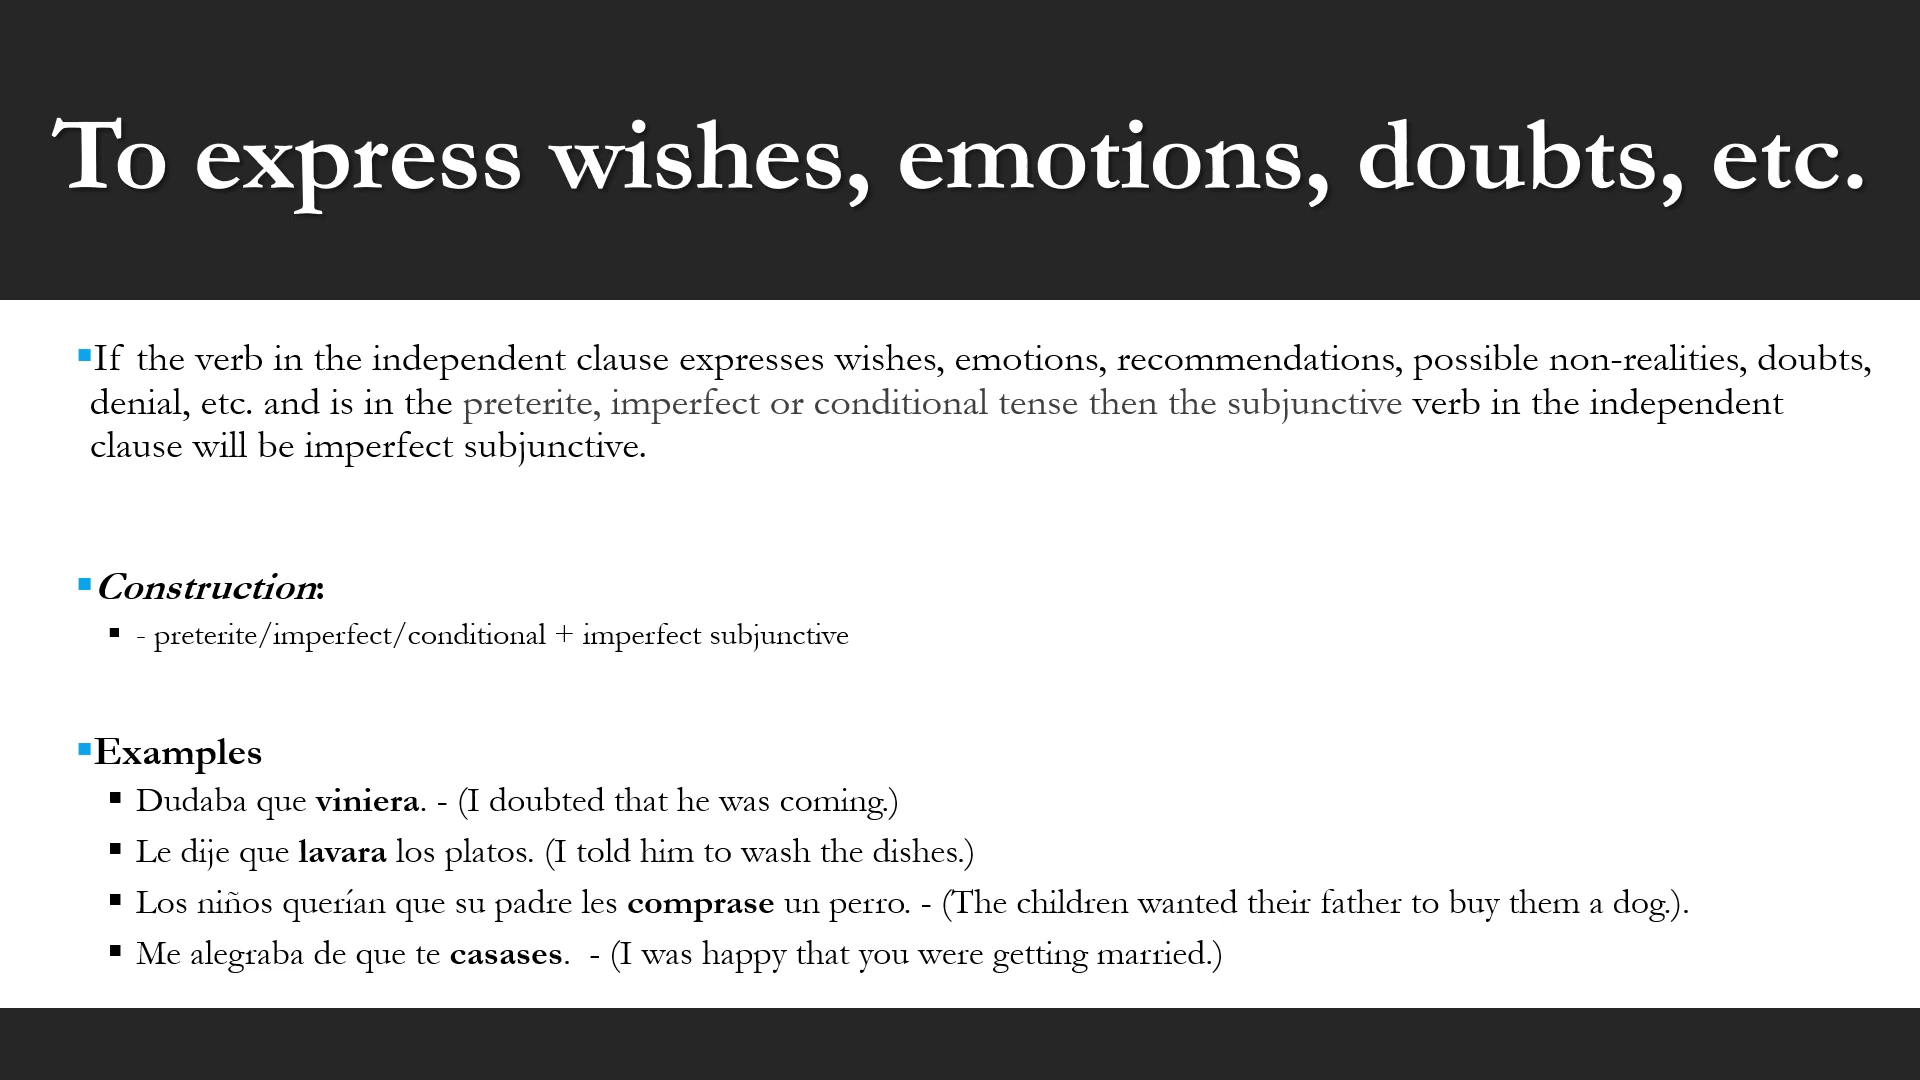 To express wishes, emotions, doubts, etc.
▪If the verb in the independent clause expresses wishes, emotions, recommendations, possible non-realities, doubts,
denial, etc. and is in the preterite, imperfect or conditional tense then the subjunctive verb in the independent
clause will be imperfect subjunctive.
▪Construction:
▪ - preterite/imperfect/conditional + imperfect subjunctive
▪Examples
▪ Dudaba que viniera. - (I doubted that he was coming.)
▪ Le dije que lavara los platos. (I told him to wash the dishes.)
▪ Los niños querían que su padre les comprase un perro. - (The children wanted their father to buy them a dog.).
▪ Me alegraba de que te casases.  - (I was happy that you were getting married.)